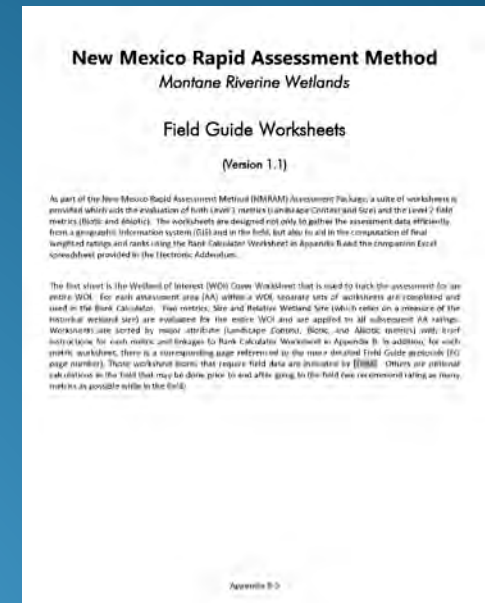 New Mexico Rapid Assessment Method
Montane Riverine Wetlands
Field Guide Worksheets
(Version 1.1)
As part of the New Mexico Rapid Assessment Method (NMRAM) Assessment Package, a suite of worksheets is
provided which aids the evaluation of both Level 1 metrics (Landscape Context and Size) and the Level 2 field
metrics (Biotic and Abiotic). The worksheets are designed not only to gather the assessment data efficiently
from a geographic information system (GIS) and in the field, but also to aid in the computation of final
weighted ratings and ranks using the Rank Calculator Worksheet in Appendix B and the companion Excel
spreadsheet provided in the Electronic Addendum.
The first sheet is the Wetland of Interest (WOI) Cover Worksheet that is used to track the assessment for an
entire WOI. For each assessment area (AA) within a WOI, separate sets of worksheets are completed and
used in the Rank Calculator. Two metrics, Size and Relative Wetland Size (which relies on a measure of the
historical wetland size) are evaluated for the entire WOI and are applied to all subsequent AA ratings.
Worksheets are sorted by major attribute (Landscape Context, Biotic, and Abiotic metrics) with brief
instructions for each metric and linkages to Rank Calculator Worksheet in Appendix B. In addition, for each
metric worksheet, there is a corresponding page referenced to the more detailed Field Guide protocols (FG
page number). Those worksheet items that require field data are indicated by Others are optional
calculations in the field that may be done prior to and after going to the field (we recommend rating as many
metrics as possible while in the field)
Appendix B-